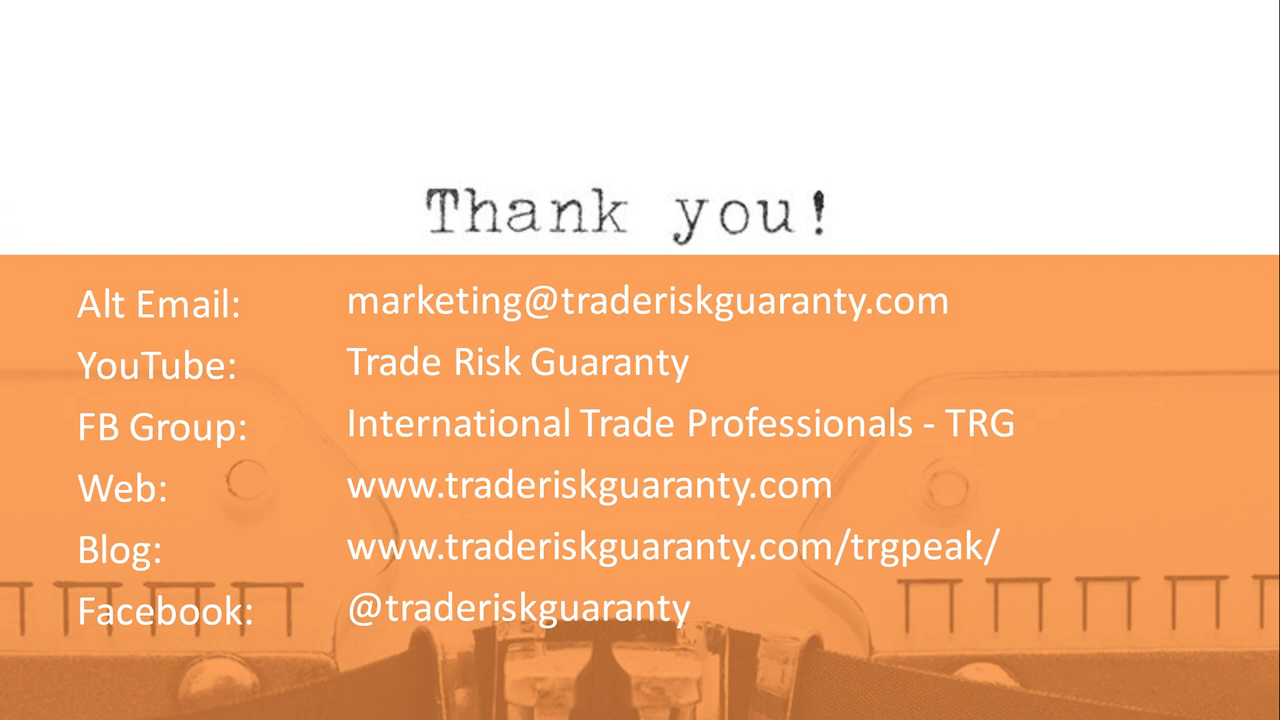 Thank you!
Alt Email: marketing@traderiskguaranty.com
YouTube: Trade Risk Guaranty
FB Group: International Trade Professionals - TRG
Web: www.traderiskguaranty.com
Blog: www.traderiskguaranty.com/trgpeak/
Facebook: @traderiskguaranty